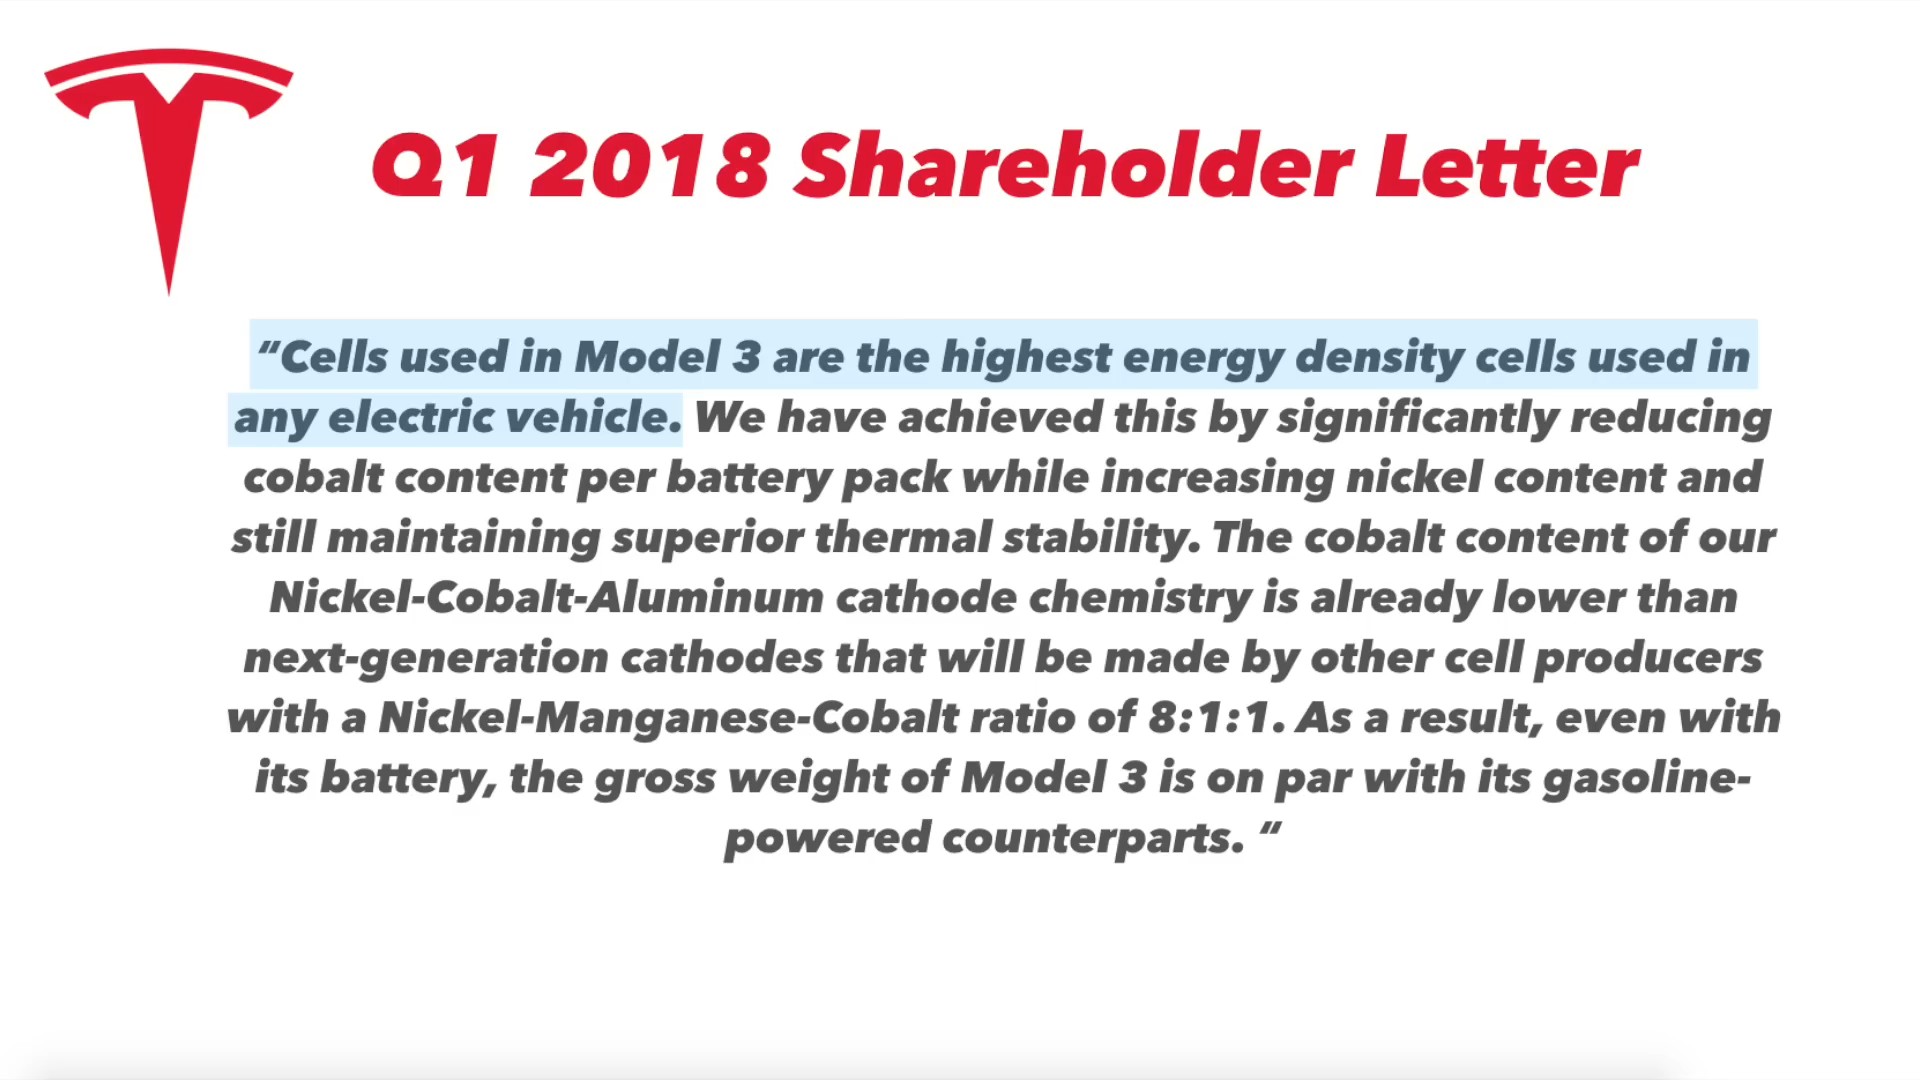 Q1 2018 Shareholder Letter
“Cells used in Model 3 are the highest energy density cells used in
any electric vehicle. We have achieved this by significantly reducing
cobalt content per battery pack while increasing nickel content and
still maintaining superior thermal stability. The cobalt content of our
Nickel-Cobalt-Aluminum cathode chemistry is already lower than
next-generation cathodes that will be made by other cell producers
with a Nickel-Manganese-Cobalt ratio of 8:1:1. As a result, even with
its battery, the gross weight of Model 3 is on par with its gasoline-
powered counterparts. “